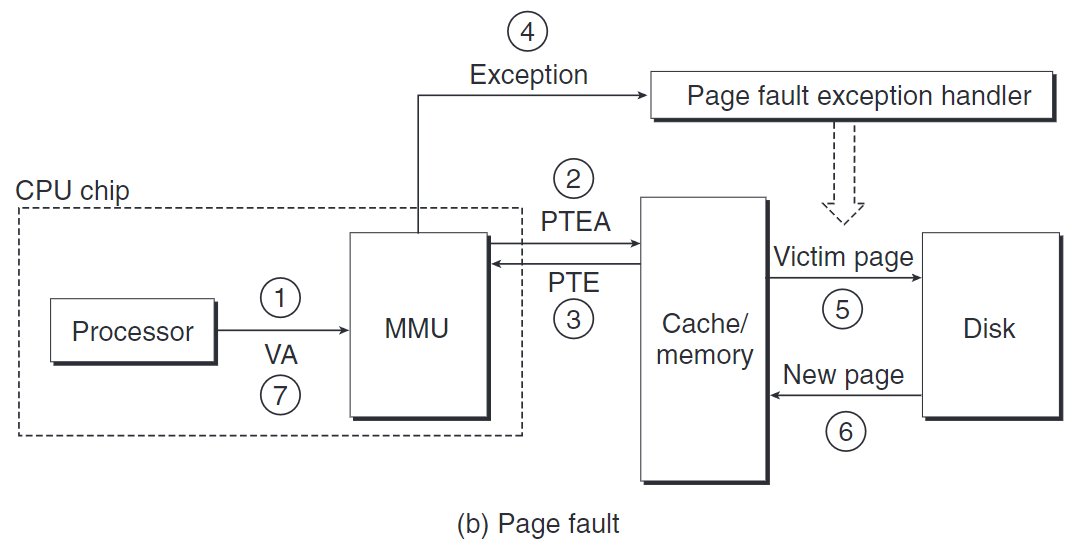 4
Exception
Page fault exception handler
CPU chip
2
PTEA
Victim page
PTE
1
3
5
Processor
MMU
Cache/
memory
Disk
VA
New page
7
6
(b) Page fault